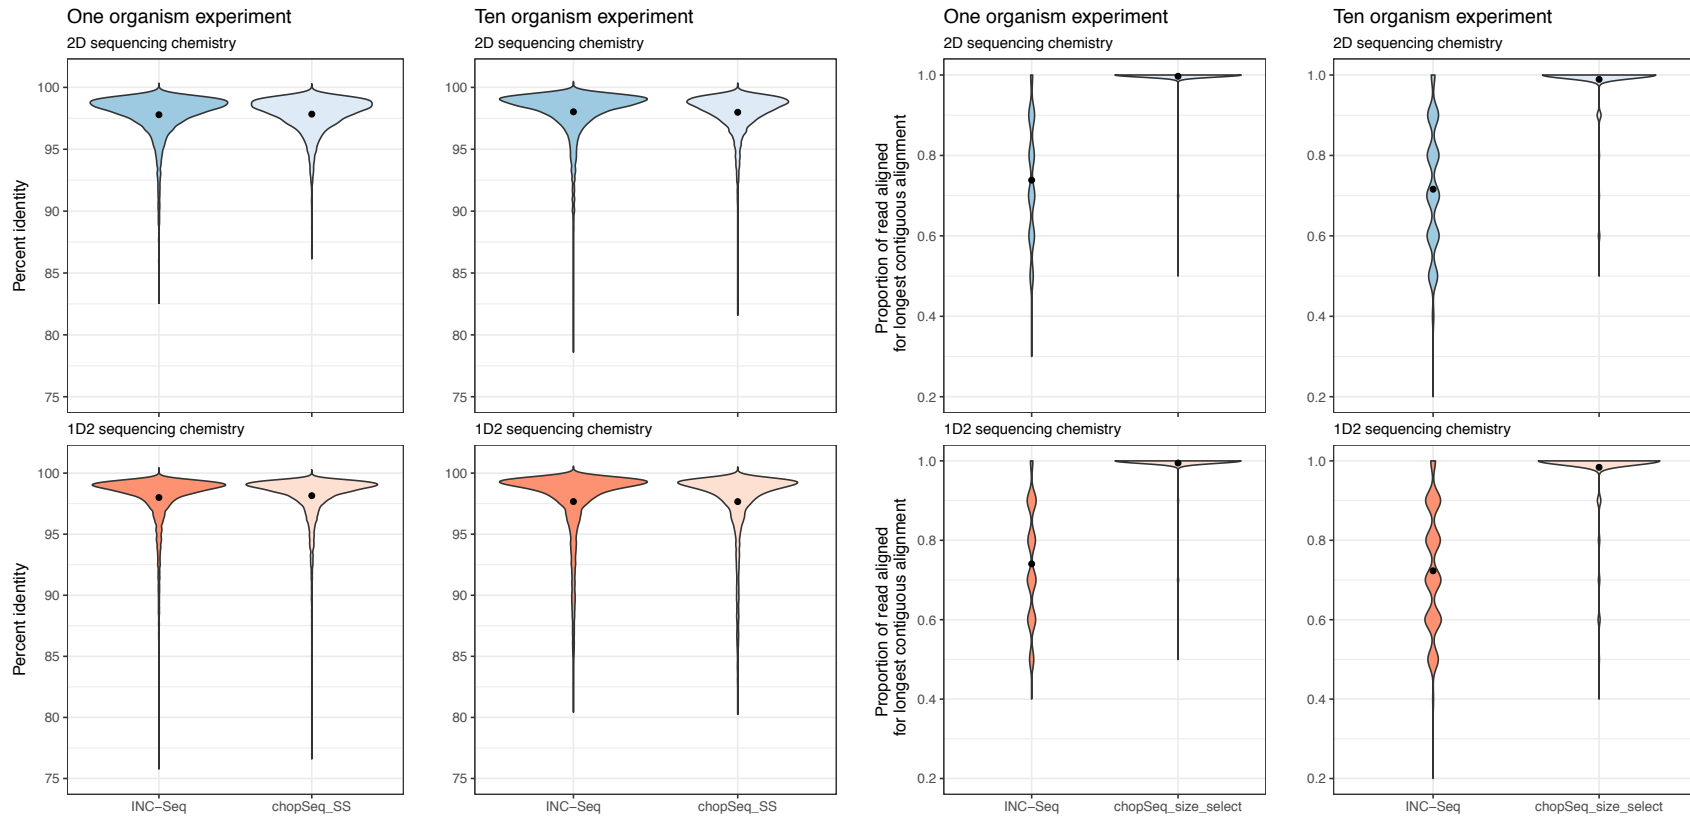 One organism experiment
2D sequencing chemistry
Ten organism experiment
2D sequencing chemistry
One organism experiment
2D sequencing chemistry
Ten organism experiment
2D sequencing chemistry
Percent identity
100
95
90
85
80
75
100
95
90
85
80
75
Proportion of read aligned
for longest contiguous alignment
1.0
0.8
0.6
0.4
0.2
1.0
0.8
0.6
0.4
0.2
1D2 sequencing chemistry
1D2 sequencing chemistry
1D2 sequencing chemistry
1D2 sequencing chemistry
Percent identity
100
95
90
85
80
75
100
95
90
85
80
75
Proportion of read aligned
for longest contiguous alignment
1.0
0.8
0.6
0.4
0.2
1.0
0.8
0.6
0.4
0.2
INC-Seq
chopSeq_SS
INC-Seq
chopSeq_SS
INC-Seq
chopSeq_size_select
INC-Seq
chopSeq_size_select